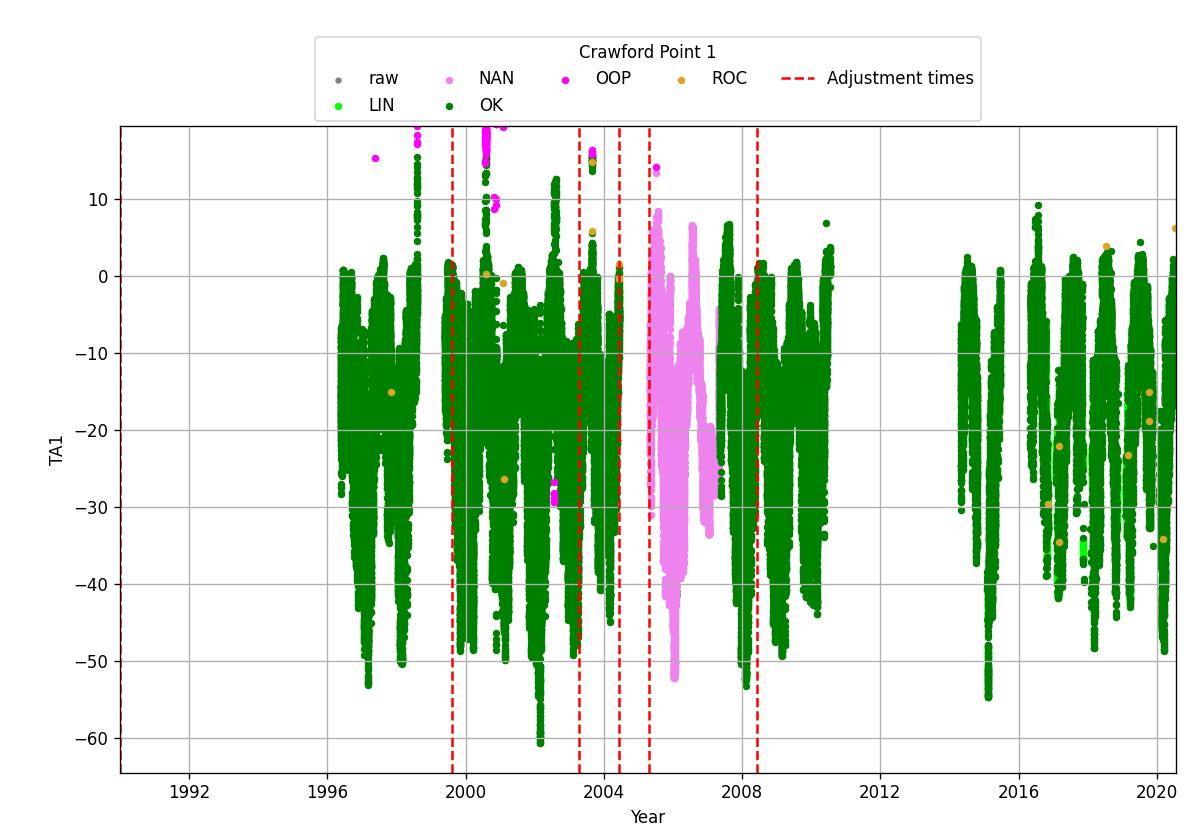 Crawford Point 1
raw NAN OOP ROC Adjustment times
LIN OK
10
0
−10
−20
−30
−40
−50
−60
TA1
1992 1996 2000 2004 2008 2012 2016 2020
Year